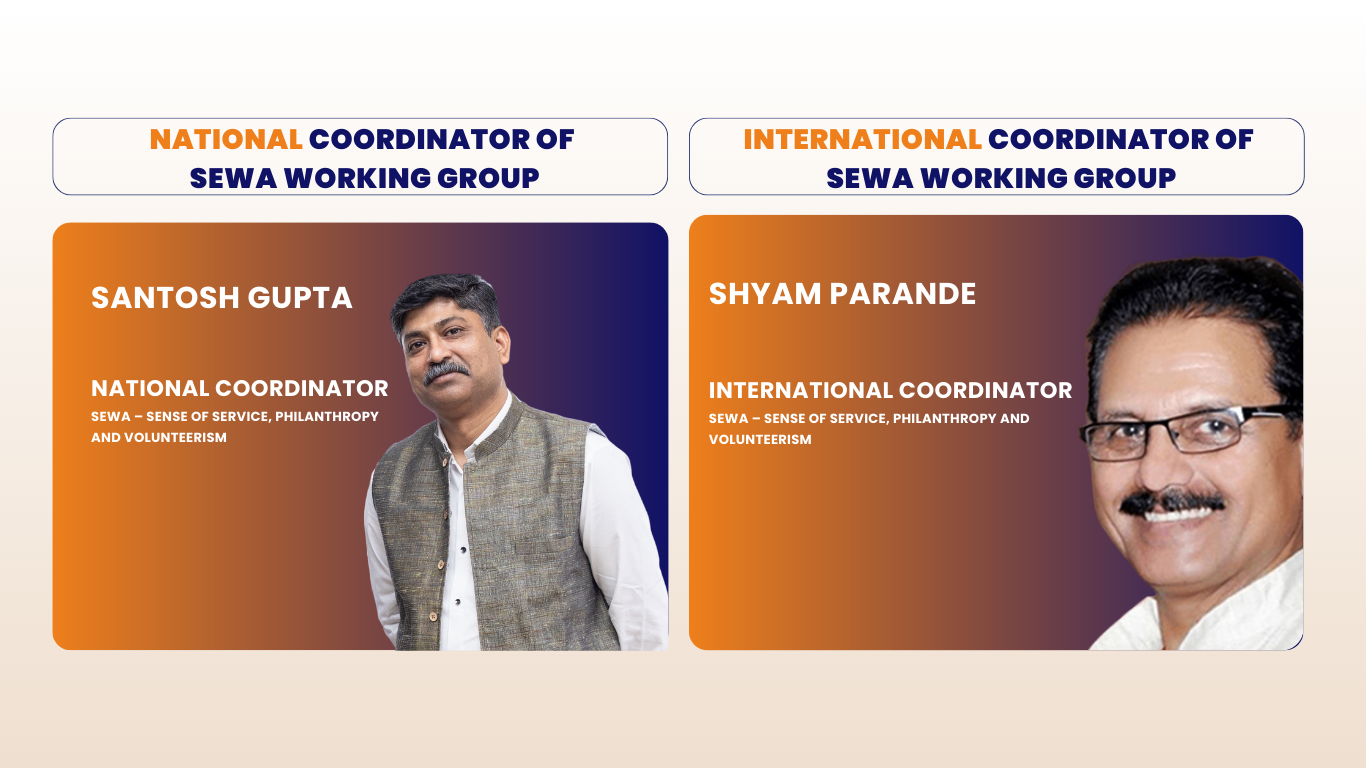 NATIONAL COORDINATOR OF
SEWA WORKING GROUP
SANTOSH GUPTA
NATIONAL COORDINATOR
SEWA – SENSE OF SERVICE, PHILANTHROPY
AND VOLUNTEERISM
INTERNATIONAL COORDINATOR OF
SEWA WORKING GROUP
SHYAM PARANDE
INTERNATIONAL COORDINATOR
SEWA – SENSE OF SERVICE, PHILANTHROPY AND
VOLUNTEERISM